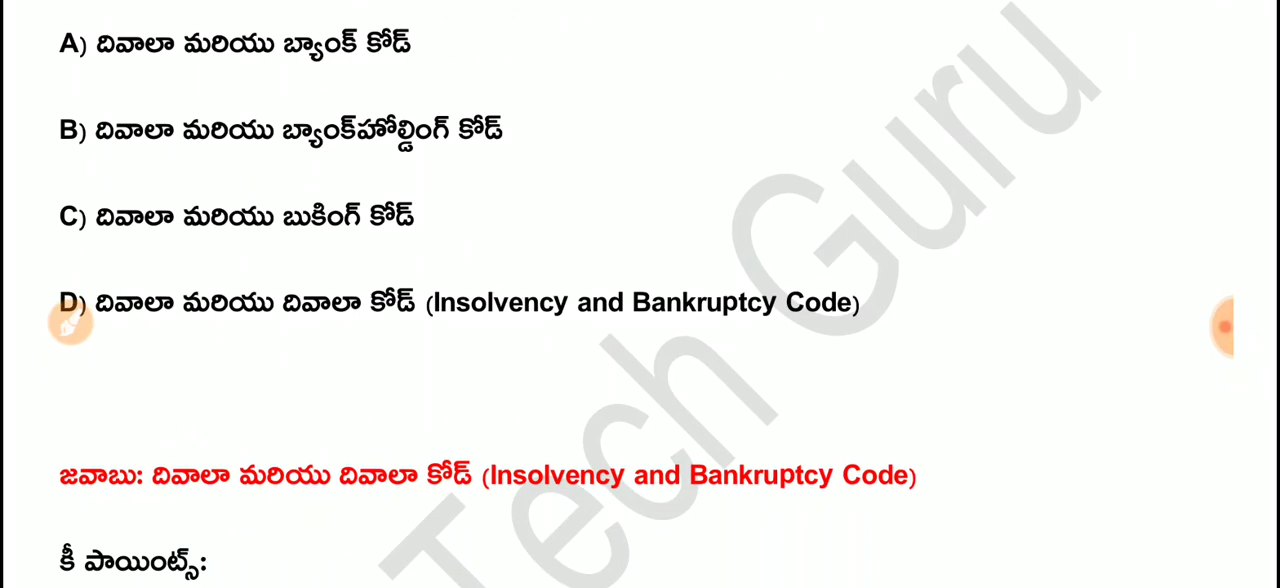 A) దివాలా మరియు బ్యాంక్ కోడ్
B) దివాలా మరియు బ్యాంక్‌హోల్డింగ్ కోడ్
C) దివాలా మరియు బుకింగ్ కోడ్
D) దివాలా మరియు దివాలా కోడ్ (Insolvency and Bankruptcy Code)
జవాబు: దివాలా మరియు దివాలా కోడ్ (Insolvency and Bankruptcy Code)
కీ పాయింట్స్:
Tech Guru